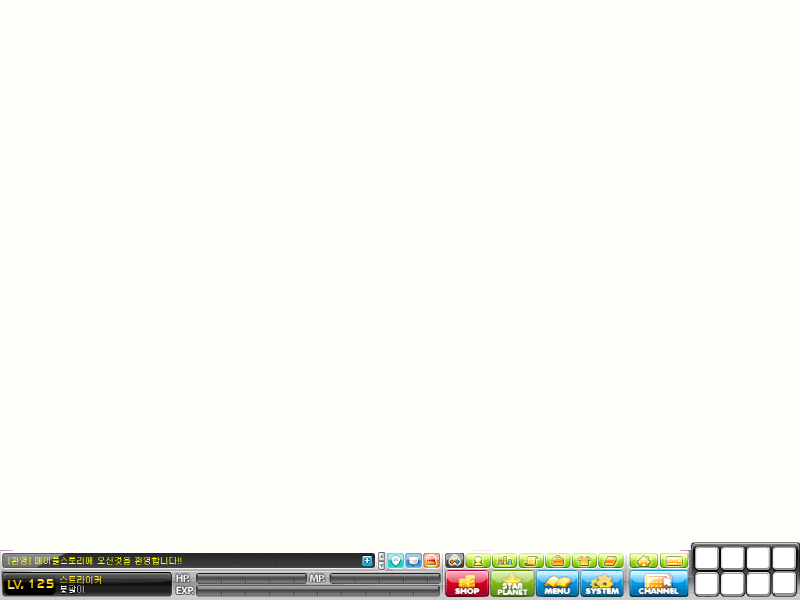 [환영] 메이플스토리에 오신것을 환영합니다!!
LV. 125 스트라이커
못맞이
HP. MP.
EXP
SHOP STAR PLANET MENU SYSTEM CHANNEL